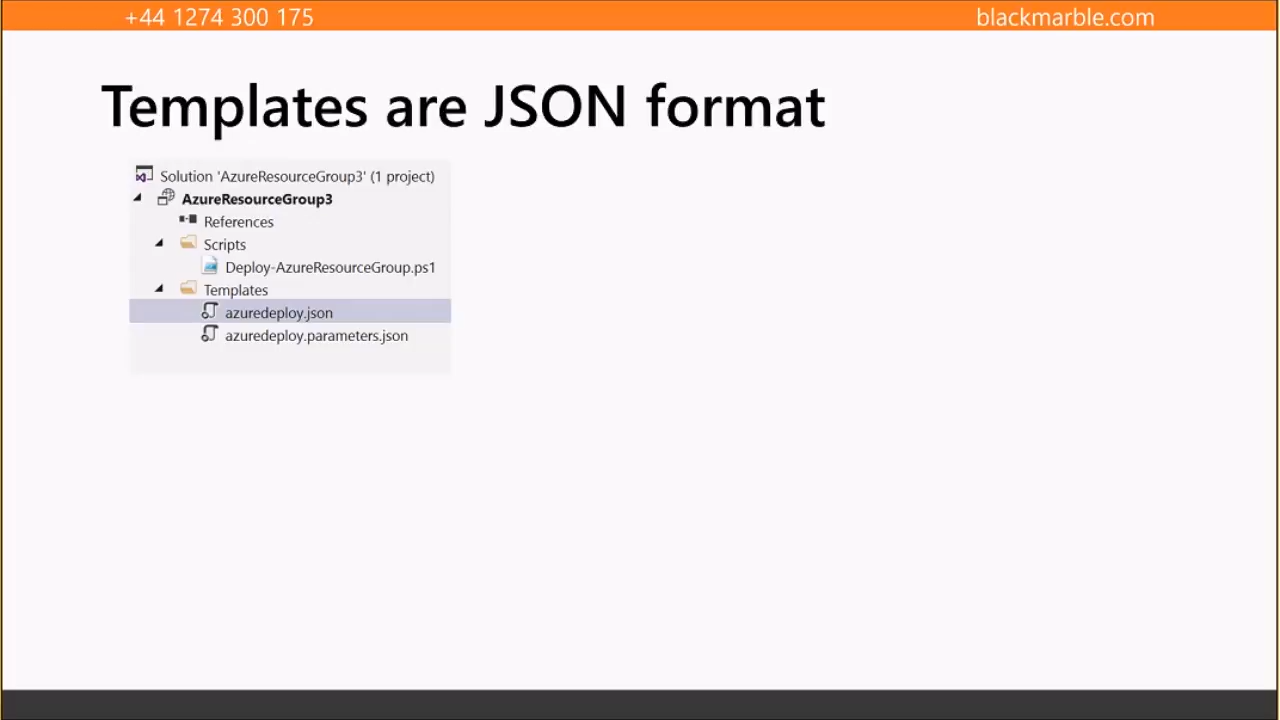 +44 1274 300 175
blackmarble.com
Templates are JSON format
Solution 'AzureResourceGroup3' (1 project)
AzureResourceGroup3
References
Scripts
Deploy-AzureResourceGroup.ps1
Templates
azuredeploy.json
azuredeploy.parameters.json